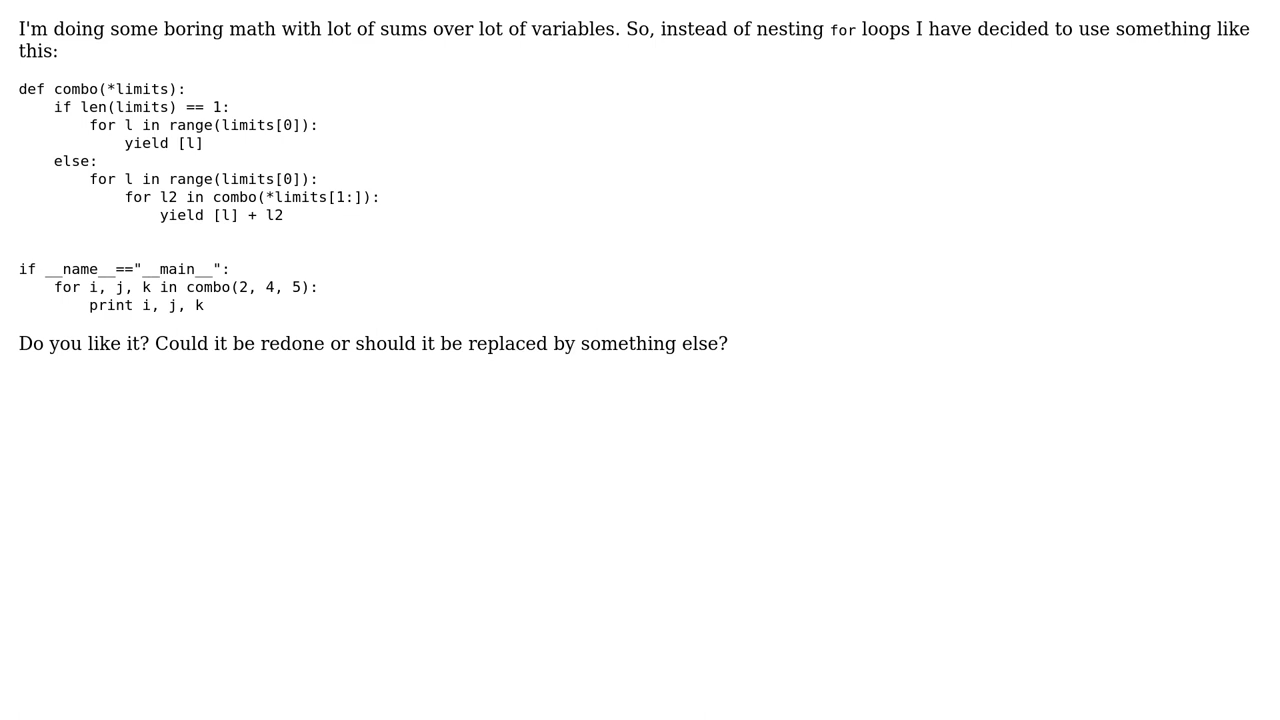 I'm doing some boring math with lot of sums over lot of variables. So, instead of nesting for loops I have decided to use something like
this:
def combo(*limits):
    if len(limits) == 1:
        for l in range(limits[0]):
            yield [l]
    else:
        for l in range(limits[0]):
            for l2 in combo(*limits[1:]):
                yield [l] + l2
if __name__=="__main__":
    for i, j, k in combo(2, 4, 5):
        print i, j, k
Do you like it? Could it be redone or should it be replaced by something else?